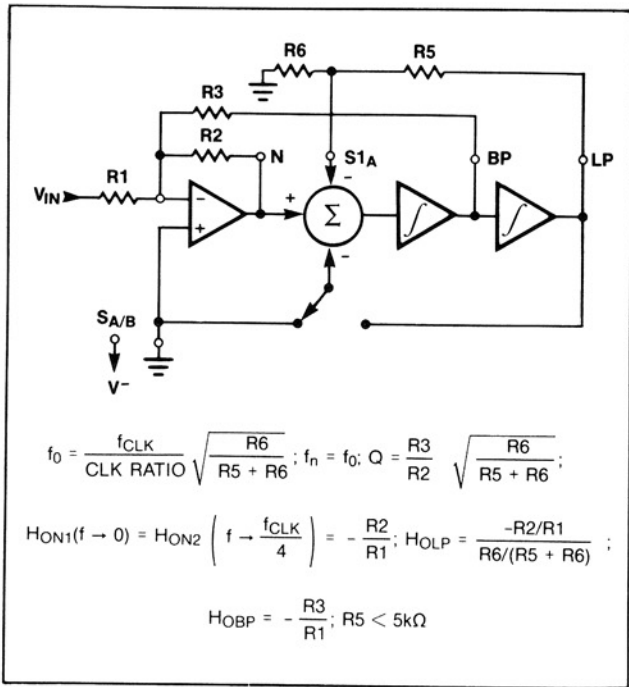 R6 R5
R3
R2
N S1A BP LP
VIN R1 − + − Σ ∫ ∫
+ −
SA/B
V−
f0 = fCLK / CLK RATIO √ R6 / R5 + R6 ; fn = f0; Q = R3 / R2 √ R6 / R5 + R6 ;
HON1(f → 0) = HON2 ( f → fCLK / 4 ) = − R2 / R1 ; HOLP = −R2/R1 / R6/(R5 + R6) ;
HOBP = − R3 / R1 ; R5 < 5kΩ